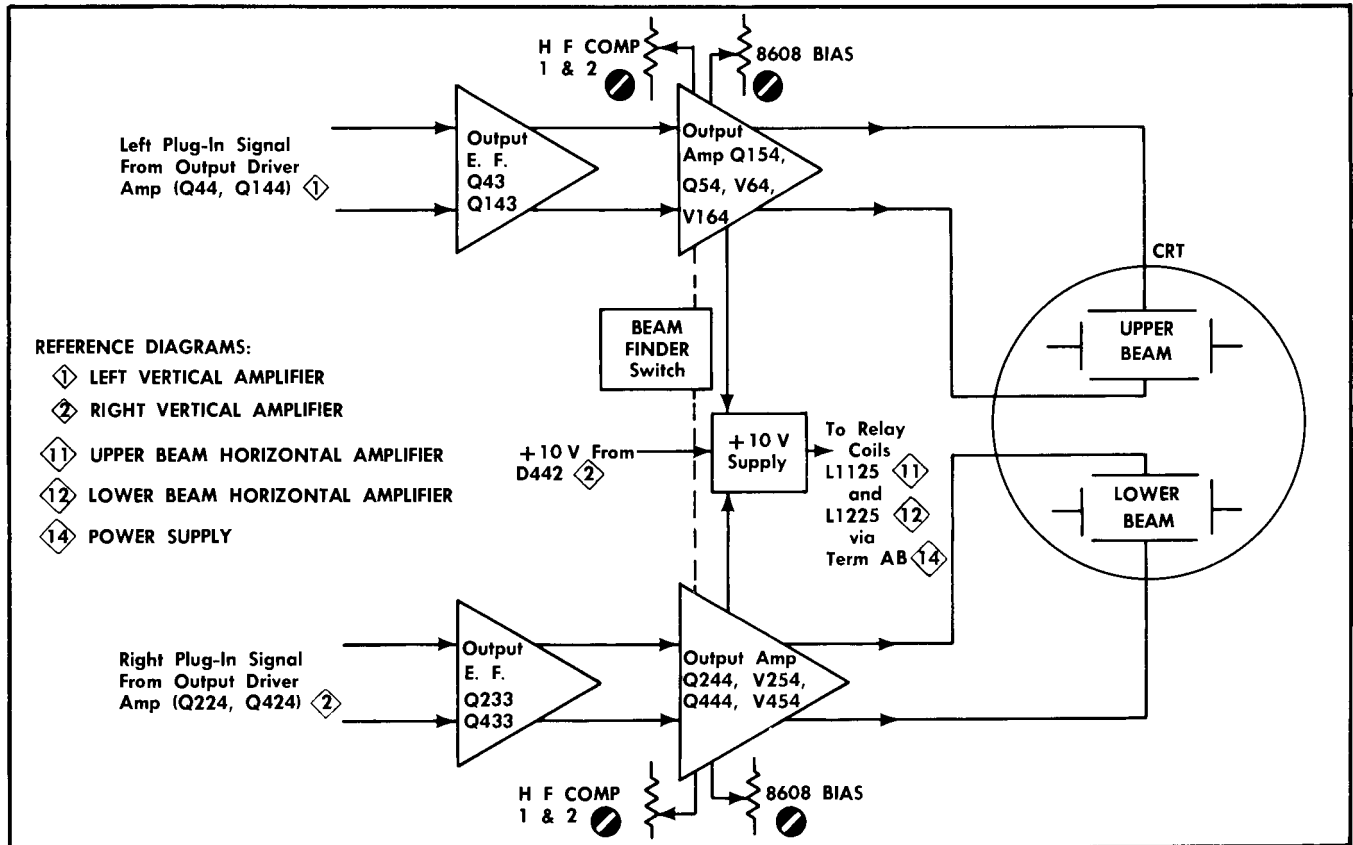 H F COMP
1 & 2
8608 BIAS
Left Plug-In Signal
From Output Driver
Amp (Q44, Q144) 1
Output
E. F.
Q43
Q143
Output
Amp Q154,
Q54, V64,
V164
CRT
UPPER
BEAM
BEAM
FINDER
Switch
REFERENCE DIAGRAMS:
1 LEFT VERTICAL AMPLIFIER
2 RIGHT VERTICAL AMPLIFIER
11 UPPER BEAM HORIZONTAL AMPLIFIER
12 LOWER BEAM HORIZONTAL AMPLIFIER
14 POWER SUPPLY
+10 V From
D442 2
+10 V
Supply
To Relay
Coils
L1125 11
and
L1225 12
via
Term AB 14
LOWER
BEAM
Right Plug-In Signal
From Output Driver
Amp (Q224, Q424) 2
Output
E. F.
Q233
Q433
Output Amp
Q244, V254,
Q444, V454
H F COMP
1 & 2
8608 BIAS